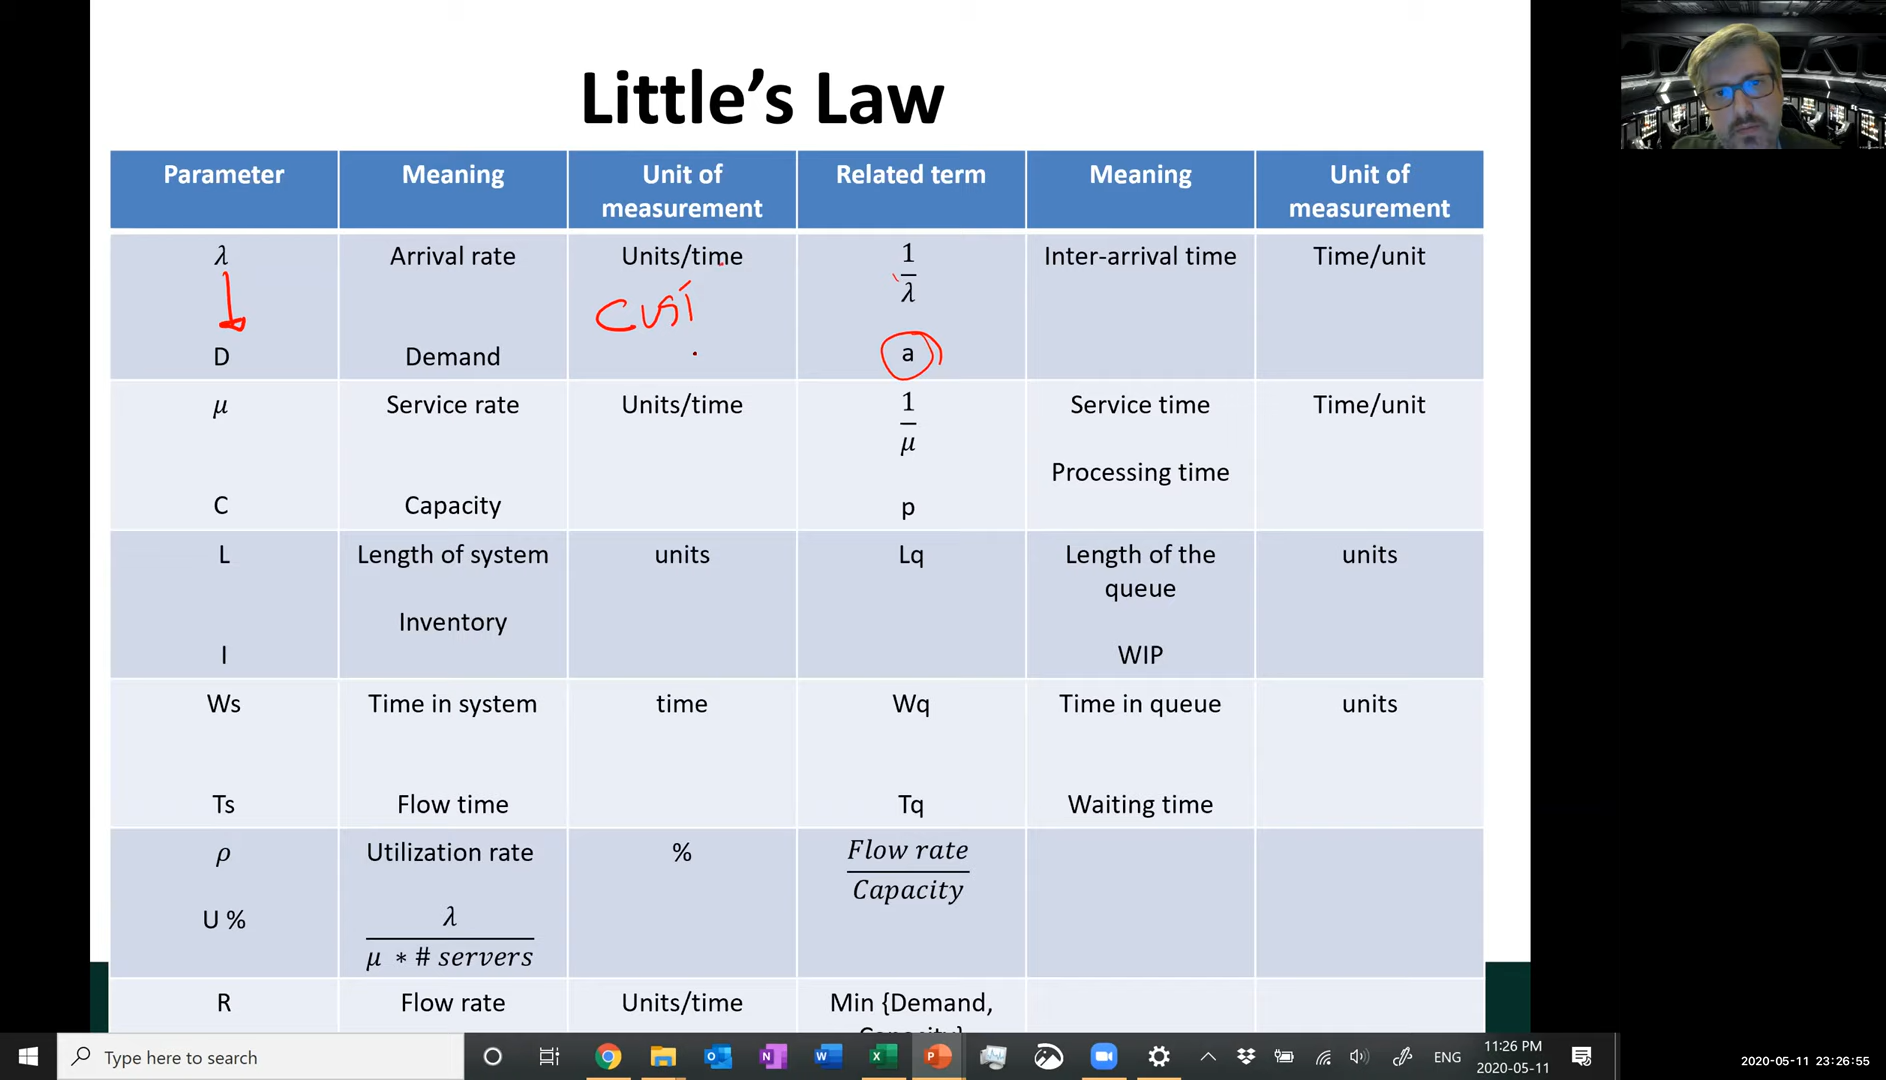 Little's Law
Parameter Meaning Unit of measurement Related term Meaning Unit of measurement
λ Arrival rate Units/time 1/λ Inter-arrival time Time/unit
D Demand a
μ Service rate Units/time 1/μ Service time Time/unit
Processing time
C Capacity p
L Length of system units Lq Length of the queue units
Inventory
I WIP
Ws Time in system time Wq Time in queue units
Ts Flow time Tq Waiting time
ρ Utilization rate % Flow rate/Capacity
U % λ/μ * # servers
R Flow rate Units/time Min {Demand, Capacity}
Type here to search
ENG
11:26 PM
2020-05-11
2020-05-11 23:26:55